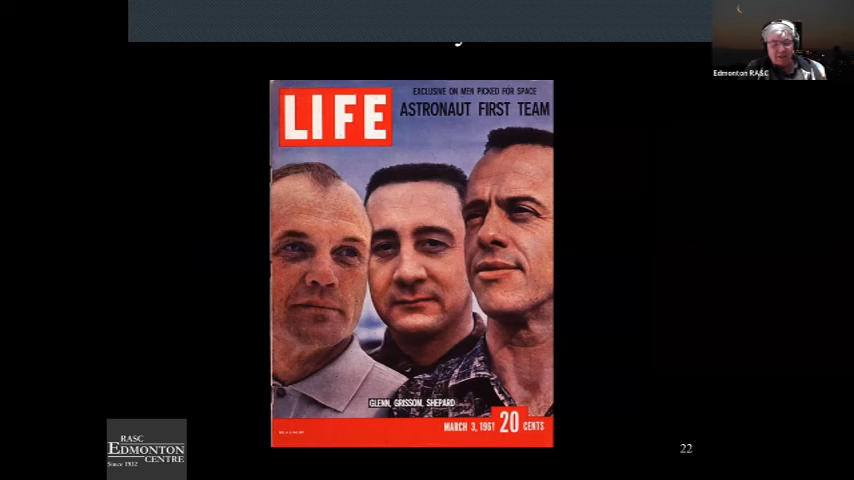 Edmonton RASC
LIFE
EXCLUSIVE ON MEN PICKED FOR SPACE
ASTRONAUT FIRST TEAM
GLENN, GRISSOM, SHEPARD
MARCH 3, 1961 20 CENTS
RASC
EDMONTON
CENTRE
Since 1932
22